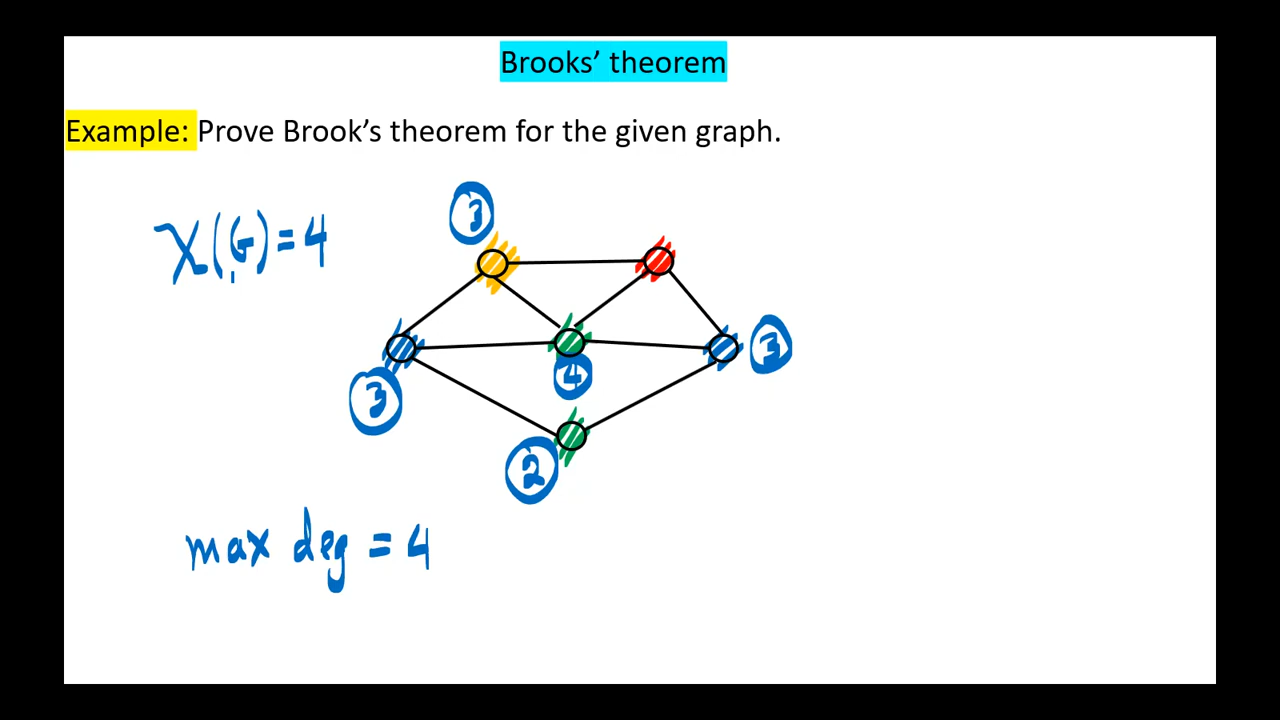 Brooks’ theorem
Example: Prove Brook’s theorem for the given graph.
χ(G) = 4
3
4
3
3
2
max deg = 4